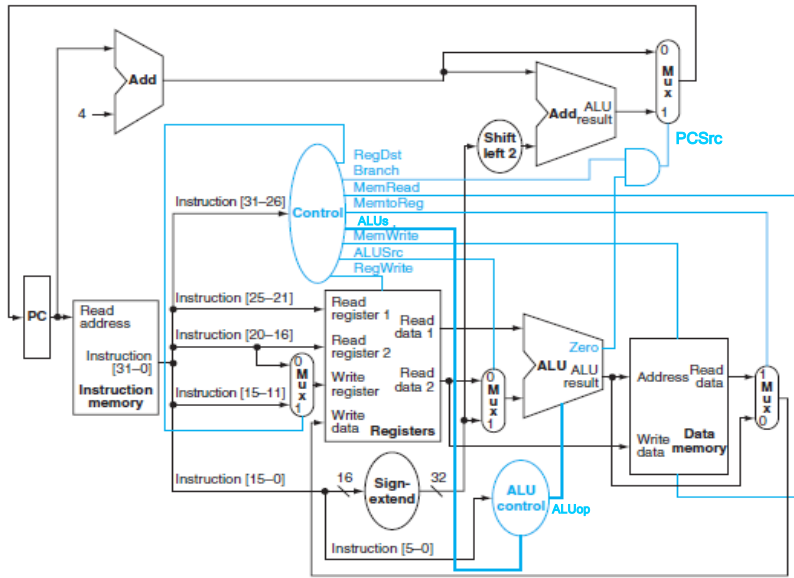 0
M
u
x
1
Add
4
Add ALU
result
Shift
left 2
PCSrc
RegDst
Branch
MemRead
MemtoReg
ALUs
MemWrite
ALUSrc
RegWrite
Control
Instruction [31–26]
Instruction [25–21]
Instruction [20–16]
Instruction [15–11]
Instruction [15–0]
Instruction [5–0]
PC
Read
address
Instruction
[31–0]
Instruction
memory
0
M
u
x
1
Read
register 1
Read
register 2
Write
register
Write
data
Read
data 1
Read
data 2
Registers
0
M
u
x
1
Zero
ALU ALU
result
Address
Read
data
Write
data
Data
memory
1
M
u
x
0
16
Sign-
extend
32
ALU
control
ALUop